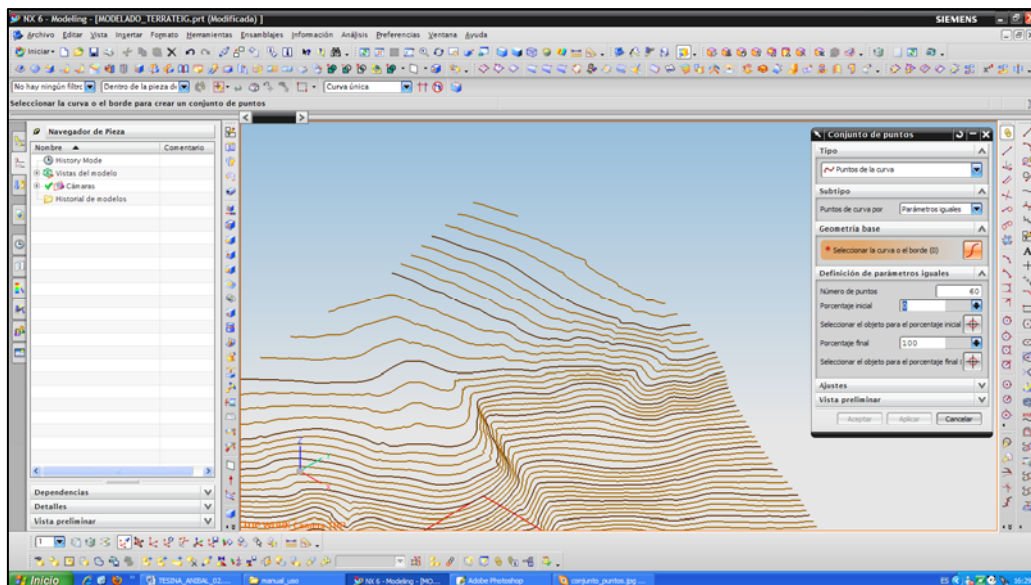 NX 6 - Modeling - [MODELADO_TERRATEIG.prt (Modificada) ]
SIEMENS
Archivo Editar Vista Insertar Formato Herramientas Ensamblajes Información Análisis Preferencias Ventana Ayuda
Iniciar
No hay ningún filtro Dentro de la pieza de Curva única
Seleccionar la curva o el borde para crear un conjunto de puntos
Navegador de Pieza
Nombre Comentario
History Mode
Vistas del modelo
Cámaras
Historial de modelos
Dependencias
Detalles
Vista preliminar
Conjunto de puntos
Tipo
Puntos de la curva
Subtipo
Puntos de curva por Parámetros iguales
Geometría base
* Seleccionar la curva o el borde (0)
Definición de parámetros iguales
Número de puntos 60
Porcentaje inicial 0
Seleccionar el objeto para el porcentaje inicial
Porcentaje final 100
Seleccionar el objeto para el porcentaje final (
Ajustes
Vista preliminar
Aceptar Aplicar Cancelar
Z
X
1
Inicio
TESINA_ANIBAL_02....
manual_uso
NX 6 - Modeling - [MO...
Adobe Photoshop
conjunto_puntos.jpg ...
ES